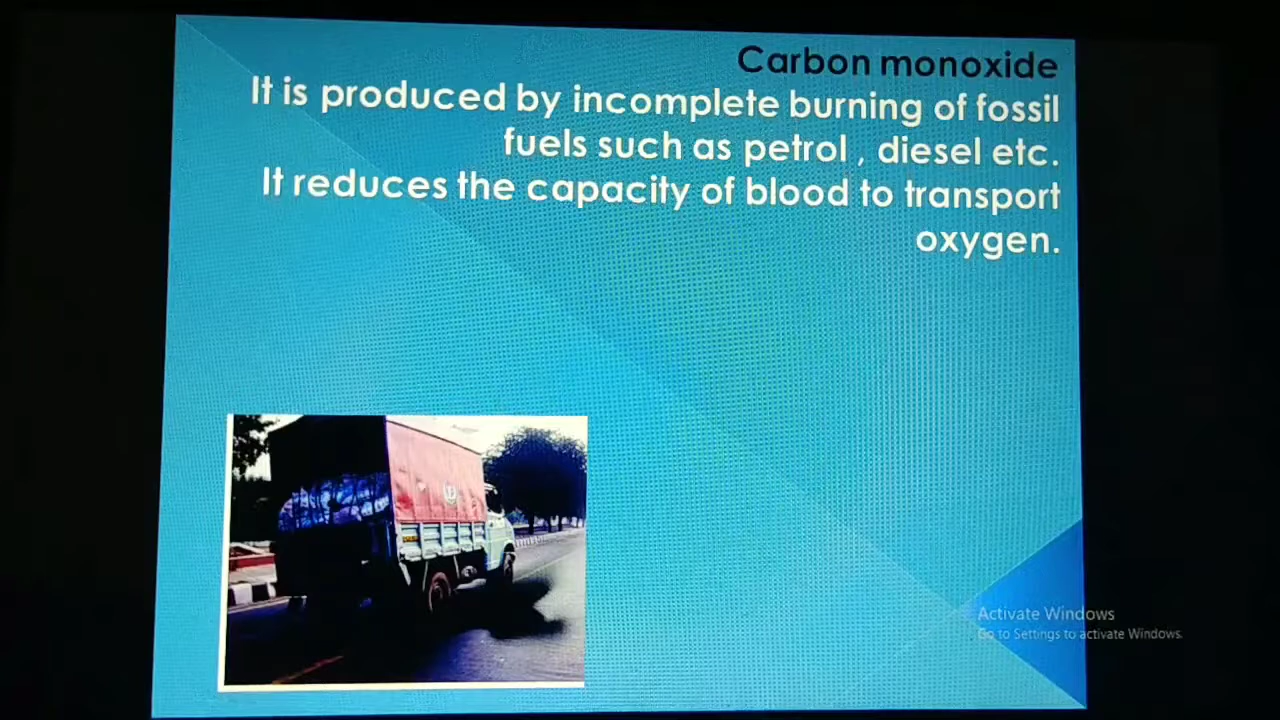 Carbon monoxide
It is produced by incomplete burning of fossil
fuels such as petrol , diesel etc.
It reduces the capacity of blood to transport
oxygen.
Activate Windows
Go to Settings to activate Windows.